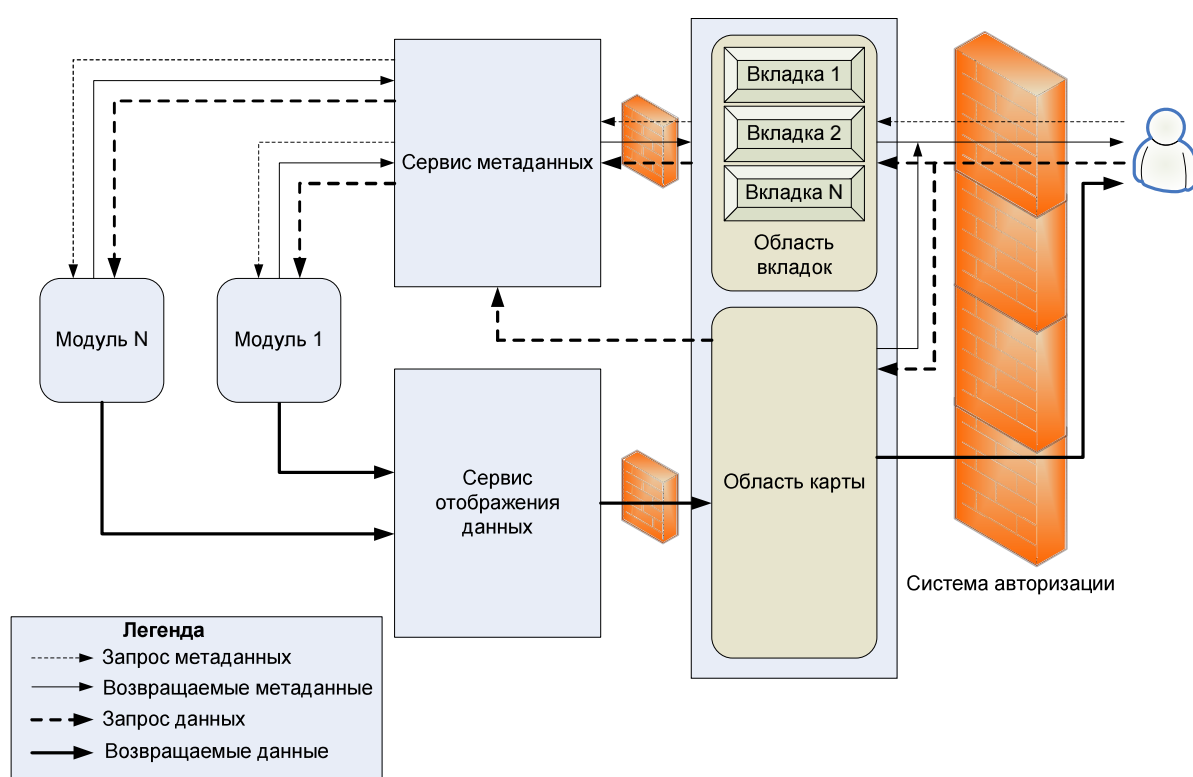 Вкладка 1
Вкладка 2
Вкладка N
Область
вкладок
Сервис метаданных
Модуль N
Модуль 1
Сервис
отображения
данных
Область карты
Система авторизации
Легенда
Запрос метаданных
Возвращаемые метаданные
Запрос данных
Возвращаемые данные